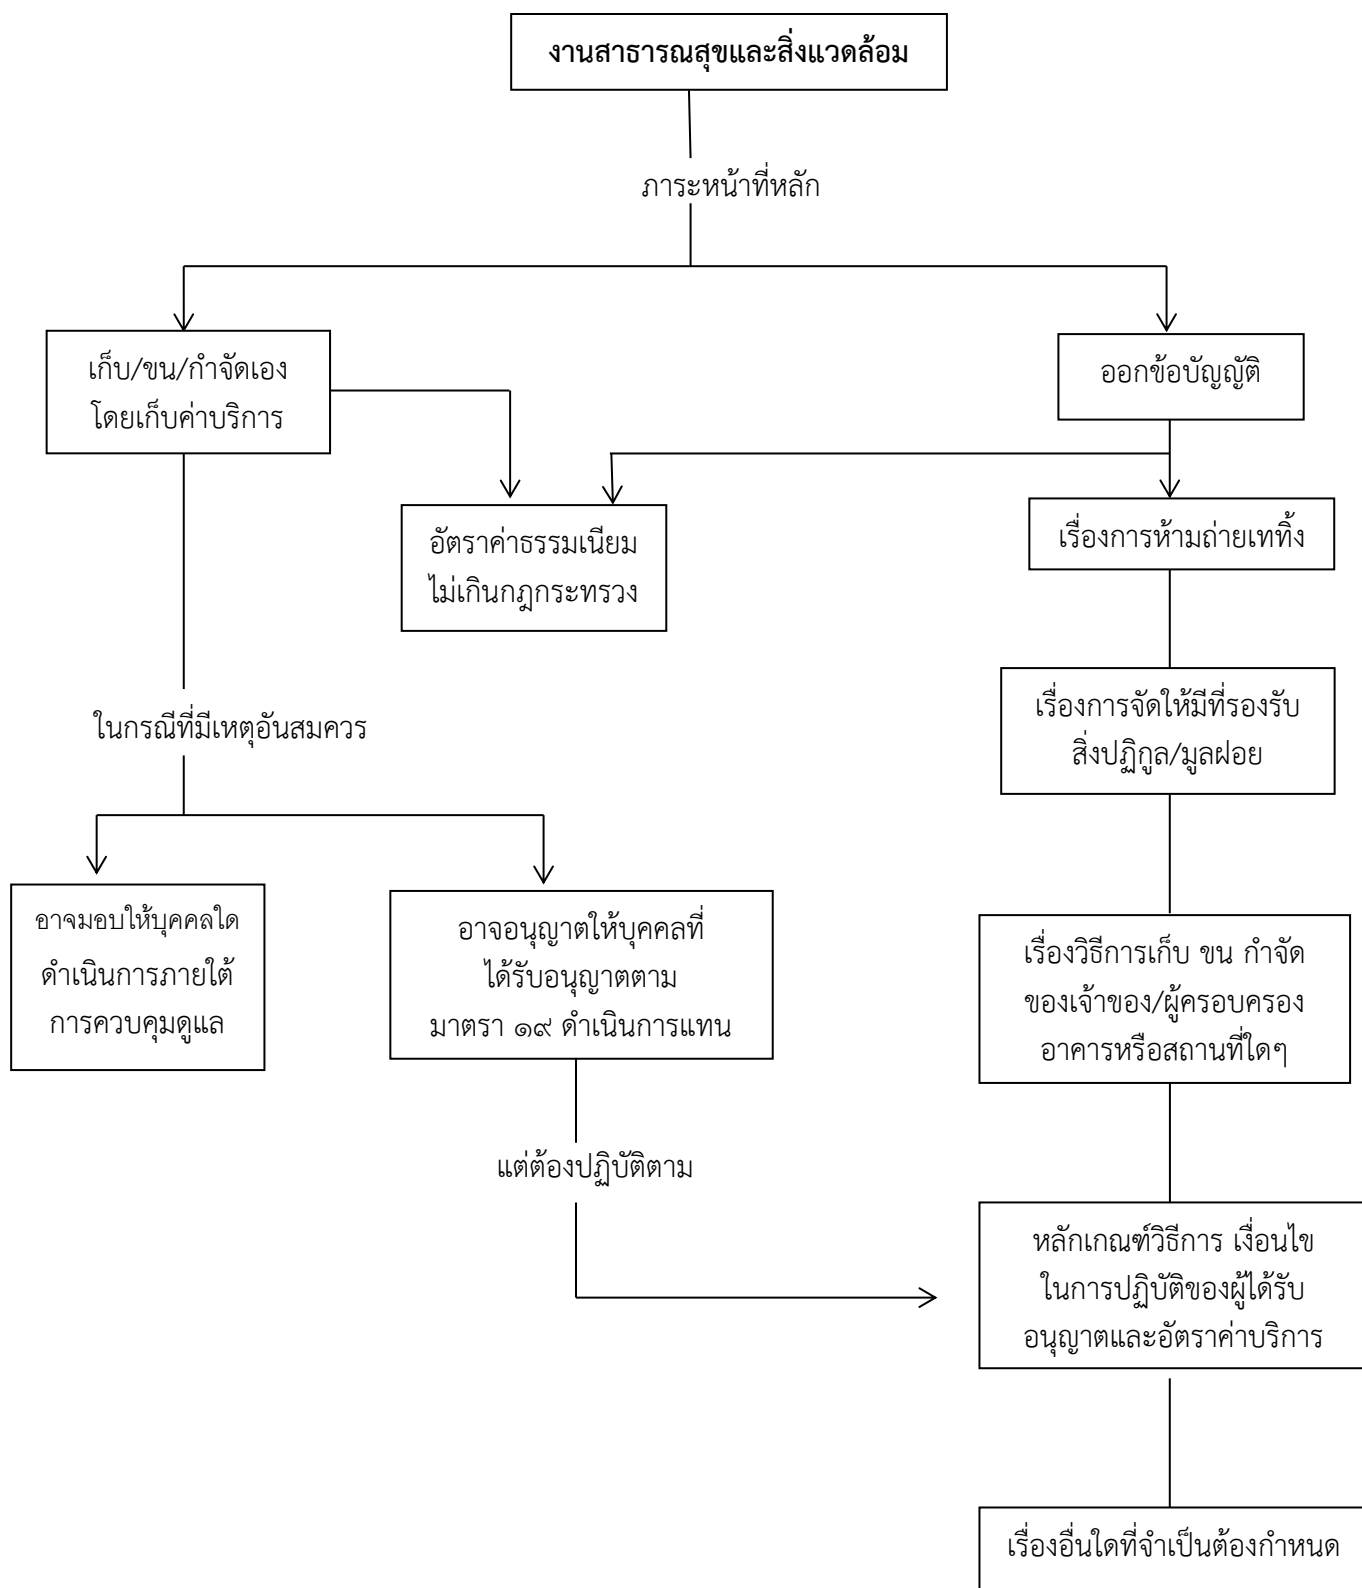 งานสาธารณสุขและสิ่งแวดล้อม
ภาระหน้าที่หลัก
เก็บ/ขน/กำจัดเอง
โดยเก็บค่าบริการ
ออกข้อบัญญัติ
อัตราค่าธรรมเนียม
ไม่เกินกฎกระทรวง
เรื่องการห้ามถ่ายเททิ้ง
เรื่องการจัดให้มีที่รองรับ
สิ่งปฏิกูล/มูลฝอย
ในกรณีที่มีเหตุอันสมควร
อาจมอบให้บุคคลใด
ดำเนินการภายใต้
การควบคุมดูแล
อาจอนุญาตให้บุคคลที่
ได้รับอนุญาตตาม
มาตรา ๑๙ ดำเนินการแทน
เรื่องวิธีการเก็บ ขน กำจัด
ของเจ้าของ/ผู้ครอบครอง
อาคารหรือสถานที่ใดๆ
แต่ต้องปฏิบัติตาม
หลักเกณฑ์วิธีการ เงื่อนไข
ในการปฏิบัติของผู้ได้รับ
อนุญาตและอัตราค่าบริการ
เรื่องอื่นใดที่จำเป็นต้องกำหนด